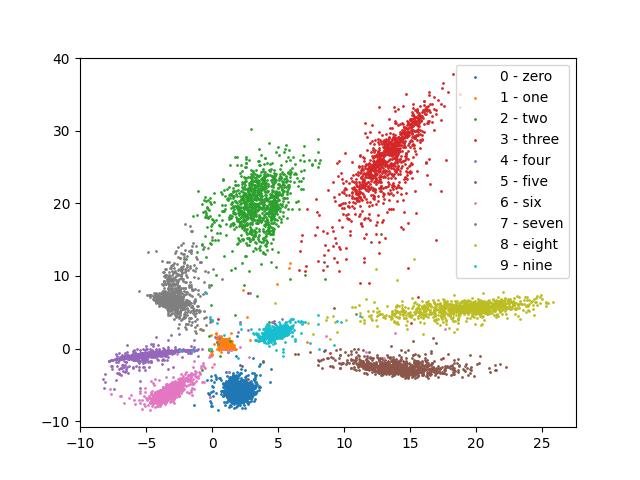 40
30
20
10
0
−10
−10
−5
0
5
10
15
20
25
0 - zero
1 - one
2 - two
3 - three
4 - four
5 - five
6 - six
7 - seven
8 - eight
9 - nine